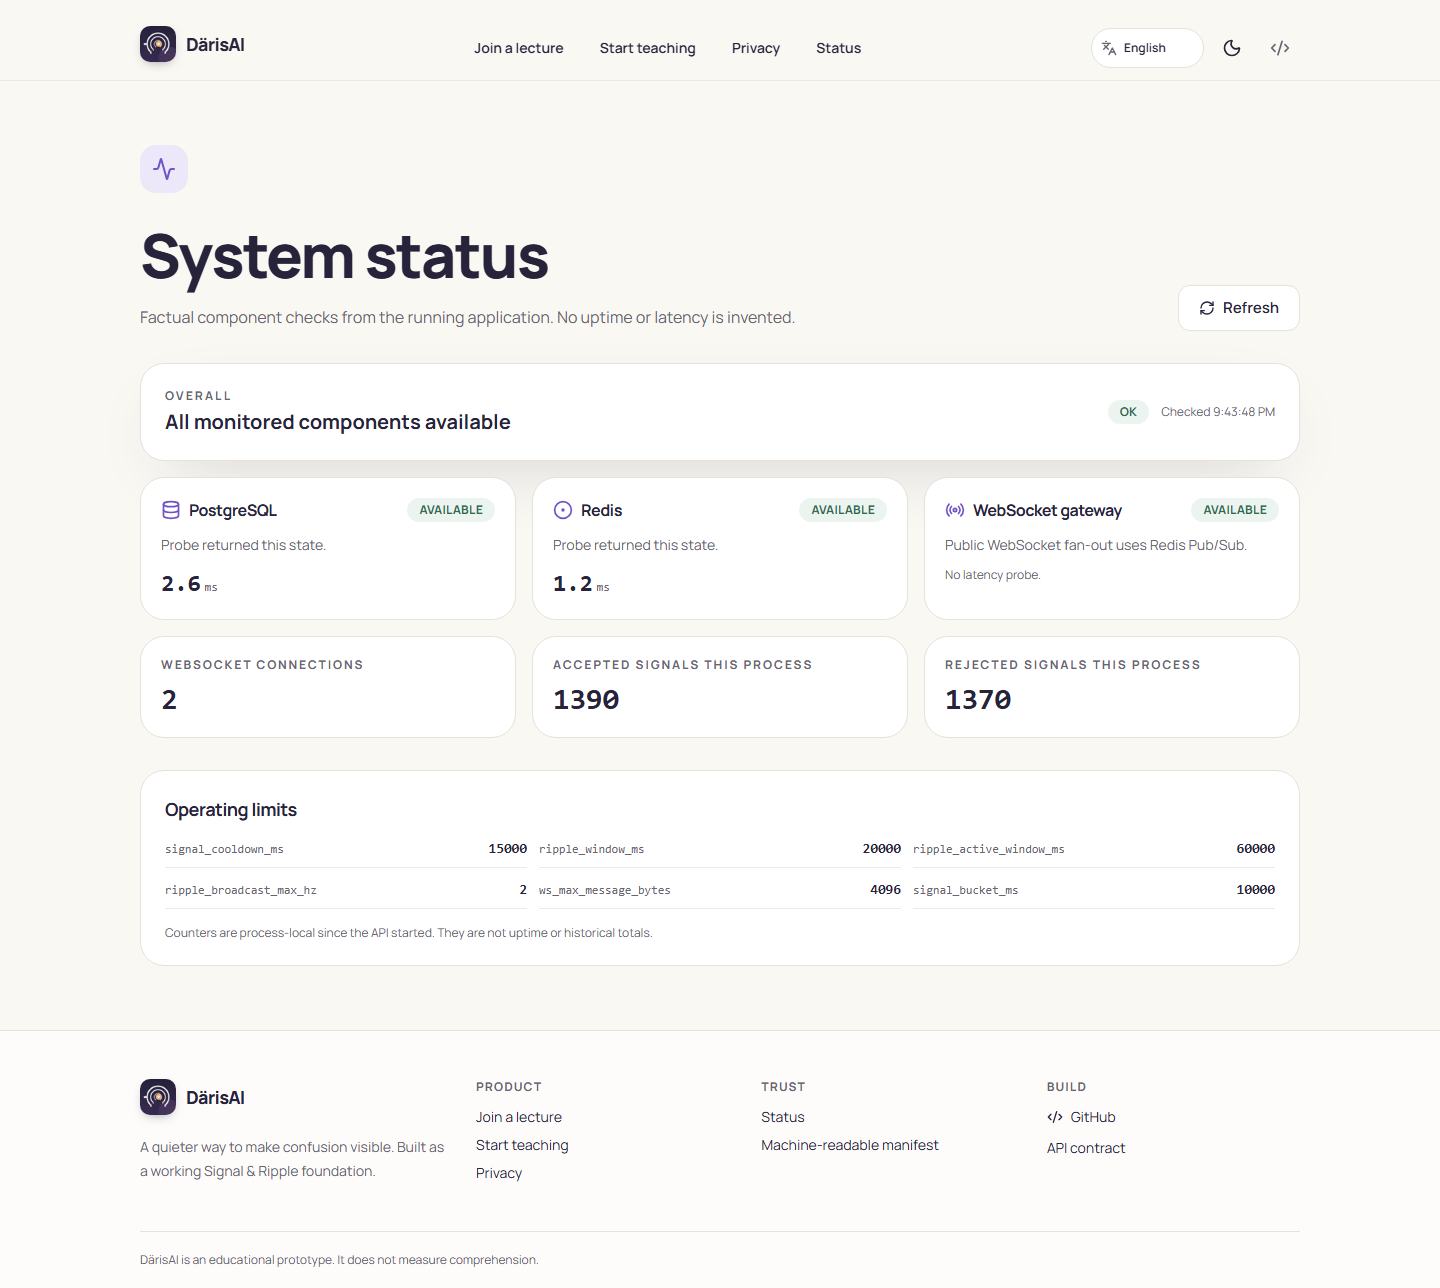 DärisAI
Join a lecture
Start teaching
Privacy
Status
English
System status
Factual component checks from the running application. No uptime or latency is invented.
Refresh
OVERALL
All monitored components available
OK
Checked 9:43:48 PM
PostgreSQL
AVAILABLE
Probe returned this state.
2.6 ms
Redis
AVAILABLE
Probe returned this state.
1.2 ms
WebSocket gateway
AVAILABLE
Public WebSocket fan-out uses Redis Pub/Sub.
No latency probe.
WEBSOCKET CONNECTIONS
2
ACCEPTED SIGNALS THIS PROCESS
1390
REJECTED SIGNALS THIS PROCESS
1370
Operating limits
signal_cooldown_ms 15000
ripple_window_ms 20000
ripple_active_window_ms 60000
ripple_broadcast_max_hz 2
ws_max_message_bytes 4096
signal_bucket_ms 10000
Counters are process-local since the API started. They are not uptime or historical totals.
DärisAI
A quieter way to make confusion visible. Built as
a working Signal & Ripple foundation.
PRODUCT
Join a lecture
Start teaching
Privacy
TRUST
Status
Machine-readable manifest
BUILD
GitHub
API contract
DärisAI is an educational prototype. It does not measure comprehension.